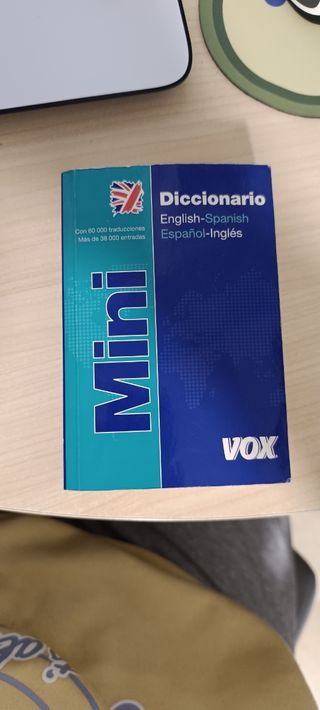 Diccionario
English-Spanish
Español-Inglés
Con 60 000 traducciones
Más de 38 000 entradas
Mini
VOX